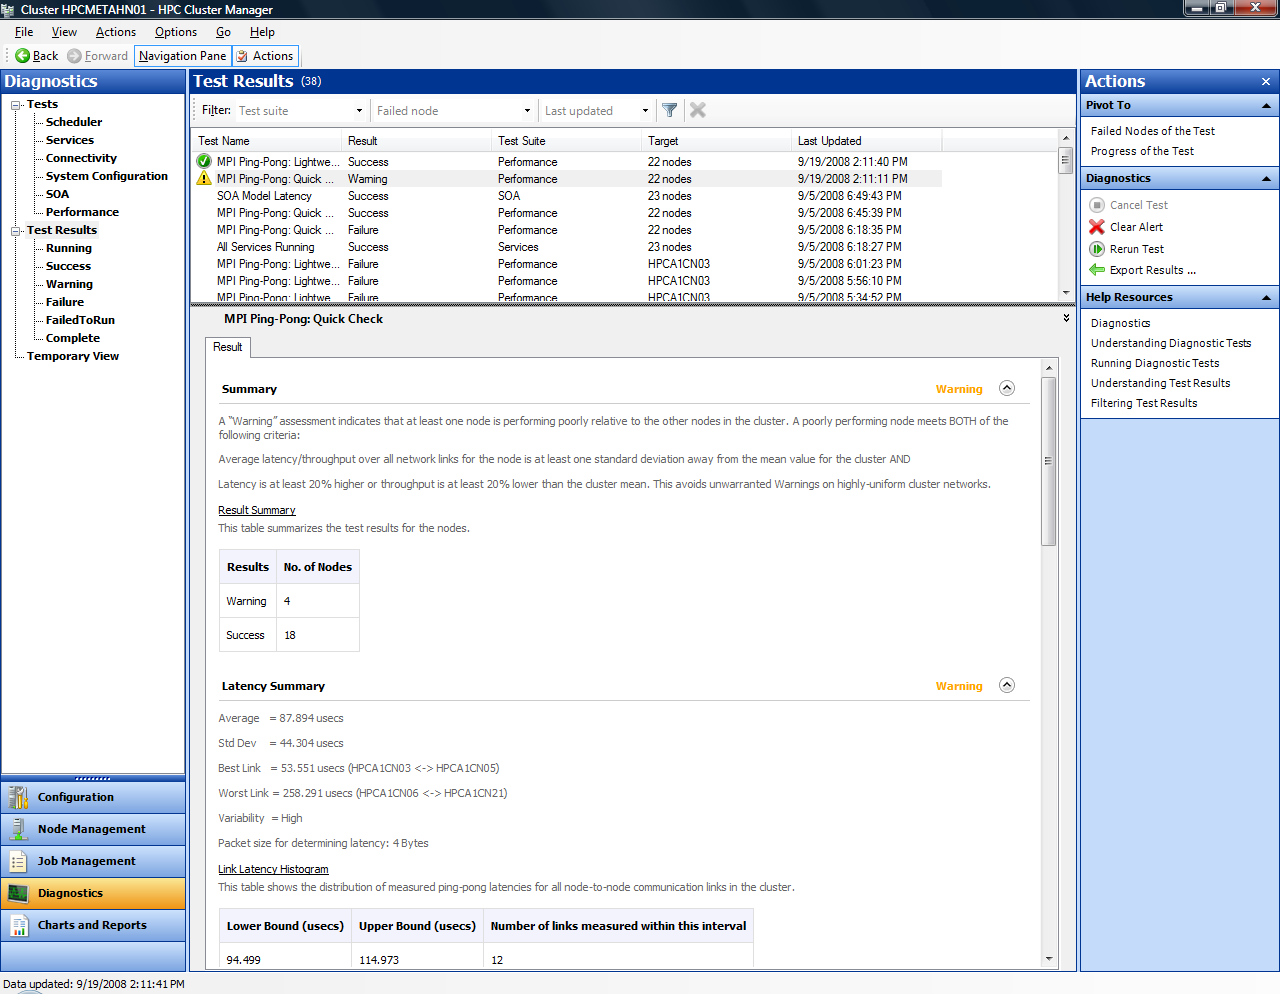 Cluster HPCMETAHN01 - HPC Cluster Manager
File View Actions Options Go Help
Back Forward Navigation Pane Actions
Diagnostics
Tests
Scheduler
Services
Connectivity
System Configuration
SOA
Performance
Test Results
Running
Success
Warning
Failure
FailedToRun
Complete
Temporary View
Configuration
Node Management
Job Management
Diagnostics
Charts and Reports
Test Results (38)
Filter: Test suite Failed node Last updated
Test Name Result Test Suite Target Last Updated
MPI Ping-Pong: Lightwe... Success Performance 22 nodes 9/19/2008 2:11:40 PM
MPI Ping-Pong: Quick ... Warning Performance 22 nodes 9/19/2008 2:11:11 PM
SOA Model Latency Success SOA 23 nodes 9/5/2008 6:49:43 PM
MPI Ping-Pong: Quick ... Success Performance 22 nodes 9/5/2008 6:45:39 PM
MPI Ping-Pong: Quick ... Failure Performance 22 nodes 9/5/2008 6:18:35 PM
All Services Running Success Services 23 nodes 9/5/2008 6:18:27 PM
MPI Ping-Pong: Lightwe... Failure Performance HPCA1CN03 9/5/2008 6:01:23 PM
MPI Ping-Pong: Lightwe... Failure Performance HPCA1CN03 9/5/2008 5:56:10 PM
MPI Ping-Pong: Lightwe... Failure Performance HPCA1CN03 9/5/2008 5:34:52 PM
MPI Ping-Pong: Quick Check
Result
Summary Warning
A "Warning" assessment indicates that at least one node is performing poorly relative to the other nodes in the cluster. A poorly performing node meets BOTH of the
following criteria:
Average latency/throughput over all network links for the node is at least one standard deviation away from the mean value for the cluster AND
Latency is at least 20% higher or throughput is at least 20% lower than the cluster mean. This avoids unwarranted Warnings on highly-uniform cluster networks.
Result Summary
This table summarizes the test results for the nodes.
Results No. of Nodes
Warning 4
Success 18
Latency Summary Warning
Average = 87.894 usecs
Std Dev = 44.304 usecs
Best Link = 53.551 usecs (HPCA1CN03 <-> HPCA1CN05)
Worst Link = 258.291 usecs (HPCA1CN06 <-> HPCA1CN21)
Variability = High
Packet size for determining latency: 4 Bytes
Link Latency Histogram
This table shows the distribution of measured ping-pong latencies for all node-to-node communication links in the cluster.
Lower Bound (usecs) Upper Bound (usecs) Number of links measured within this interval
94.499 114.973 12
Actions
Pivot To
Failed Nodes of the Test
Progress of the Test
Diagnostics
Cancel Test
Clear Alert
Rerun Test
Export Results ...
Help Resources
Diagnostics
Understanding Diagnostic Tests
Running Diagnostic Tests
Understanding Test Results
Filtering Test Results
Data updated: 9/19/2008 2:11:41 PM